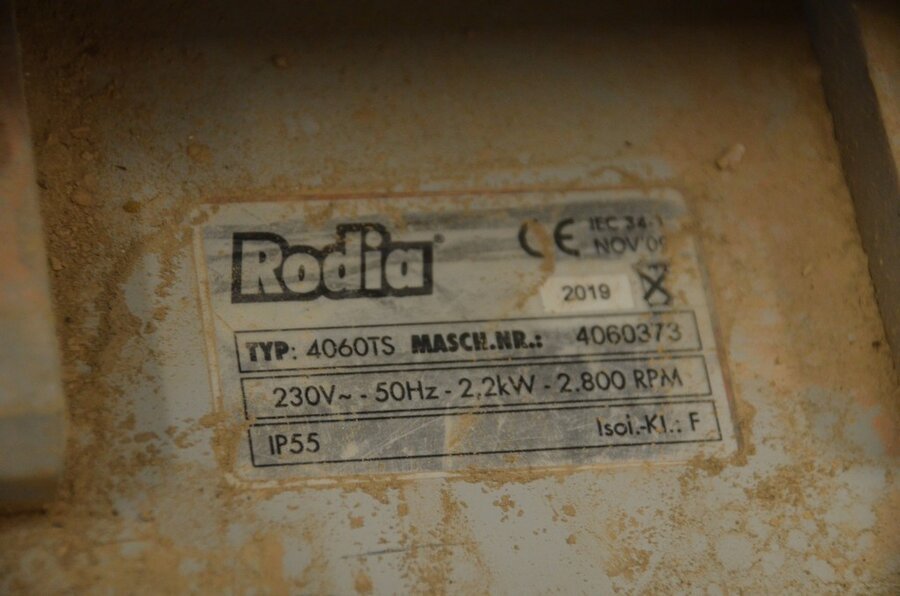 Rodia
CE IEC 34-1
NOV'09
2019
TYP: 4060TS MASCH.NR.: 4060373
230V~ - 50Hz - 2,2kW - 2.800 RPM
IP55 Isol.-Kl.: F